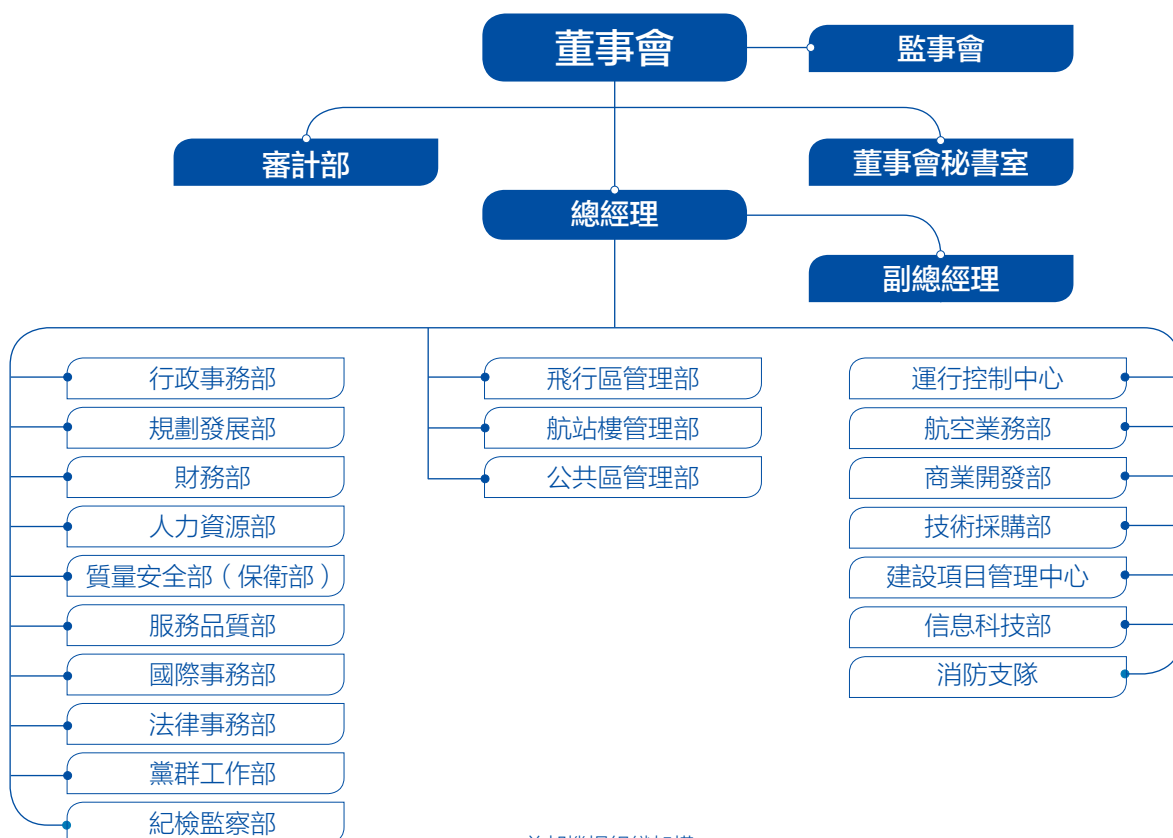 董事會
監事會
審計部
董事會秘書室
總經理
副總經理
行政事務部
規劃發展部
財務部
人力資源部
質量安全部（保衛部）
服務品質部
國際事務部
法律事務部
黨群工作部
紀檢監察部
飛行區管理部
航站樓管理部
公共區管理部
運行控制中心
航空業務部
商業開發部
技術採購部
建設項目管理中心
信息科技部
消防支隊